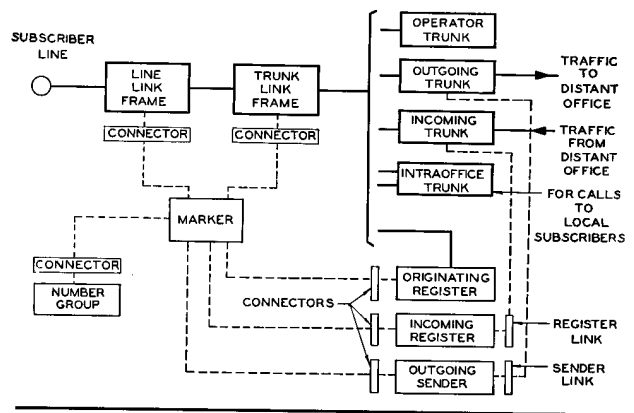 SUBSCRIBER
LINE
LINE
LINK
FRAME
TRUNK
LINK
FRAME
OPERATOR
TRUNK
OUTGOING
TRUNK
TRAFFIC
TO
DISTANT
OFFICE
INCOMING
TRUNK
TRAFFIC
FROM
DISTANT
OFFICE
INTRAOFFICE
TRUNK
FOR CALLS
TO
LOCAL
SUBSCRIBERS
CONNECTOR
CONNECTOR
MARKER
CONNECTOR
NUMBER
GROUP
CONNECTORS
ORIGINATING
REGISTER
INCOMING
REGISTER
REGISTER
LINK
OUTGOING
SENDER
SENDER
LINK